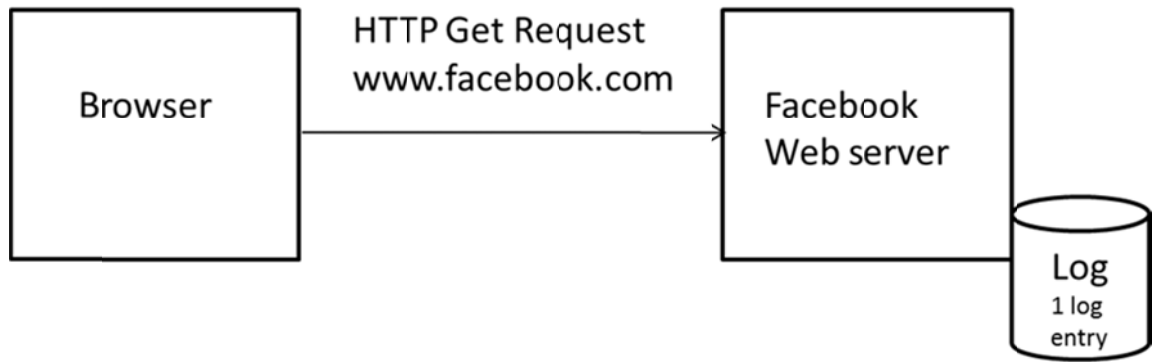 Browser
HTTP Get Request
www.facebook.com
Facebook
Web server
Log
1 log
entry